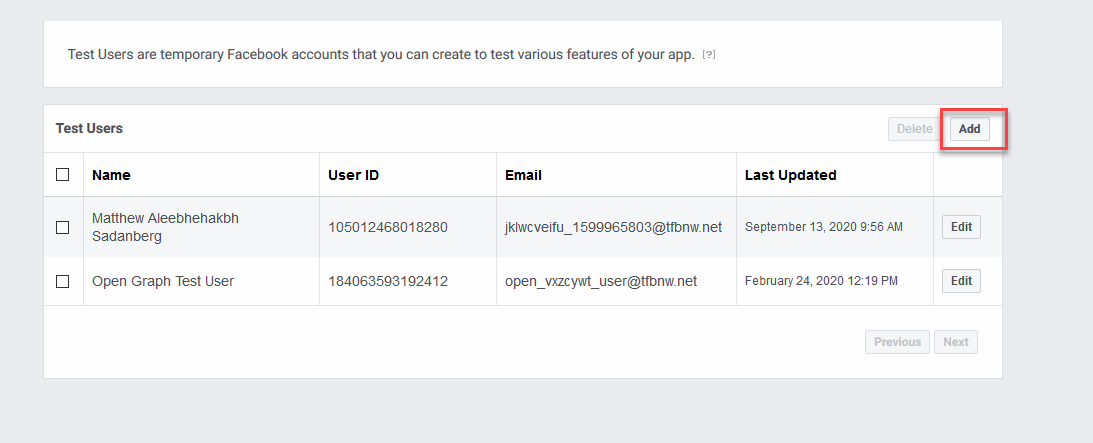 Test Users are temporary Facebook accounts that you can create to test various features of your app. [?]
Test Users
Delete
Add
Name
User ID
Email
Last Updated
Matthew Aleebhehakbh
Sadanberg
105012468018280
jklwcveifu_1599965803@tfbnw.net
September 13, 2020 9:56 AM
Edit
Open Graph Test User
184063593192412
open_vxzcywt_user@tfbnw.net
February 24, 2020 12:19 PM
Edit
Previous
Next